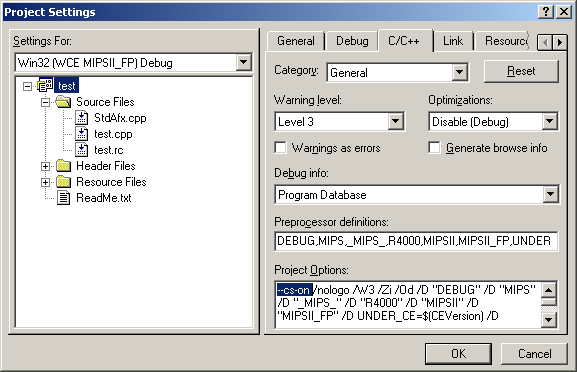 Project Settings
Settings For:
Win32 (WCE MIPSII_FP) Debug
test
Source Files
StdAfx.cpp
test.cpp
test.rc
Header Files
Resource Files
ReadMe.txt
General
Debug
C/C++
Link
Resourc
Category:
General
Reset
Warning level:
Optimizations:
Level 3
Disable (Debug)
Warnings as errors
Generate browse info
Debug info:
Program Database
Preprocessor definitions:
DEBUG,MIPS,_MIPS_,R4000,MIPSII,MIPSII_FP,UNDER
Project Options:
--cs-on /nologo /W3 /Zi /Od /D "DEBUG" /D "MIPS"
/D "_MIPS_" /D "R4000" /D "MIPSII" /D
"MIPSII_FP" /D UNDER_CE=$(CEVersion) /D
OK
Cancel